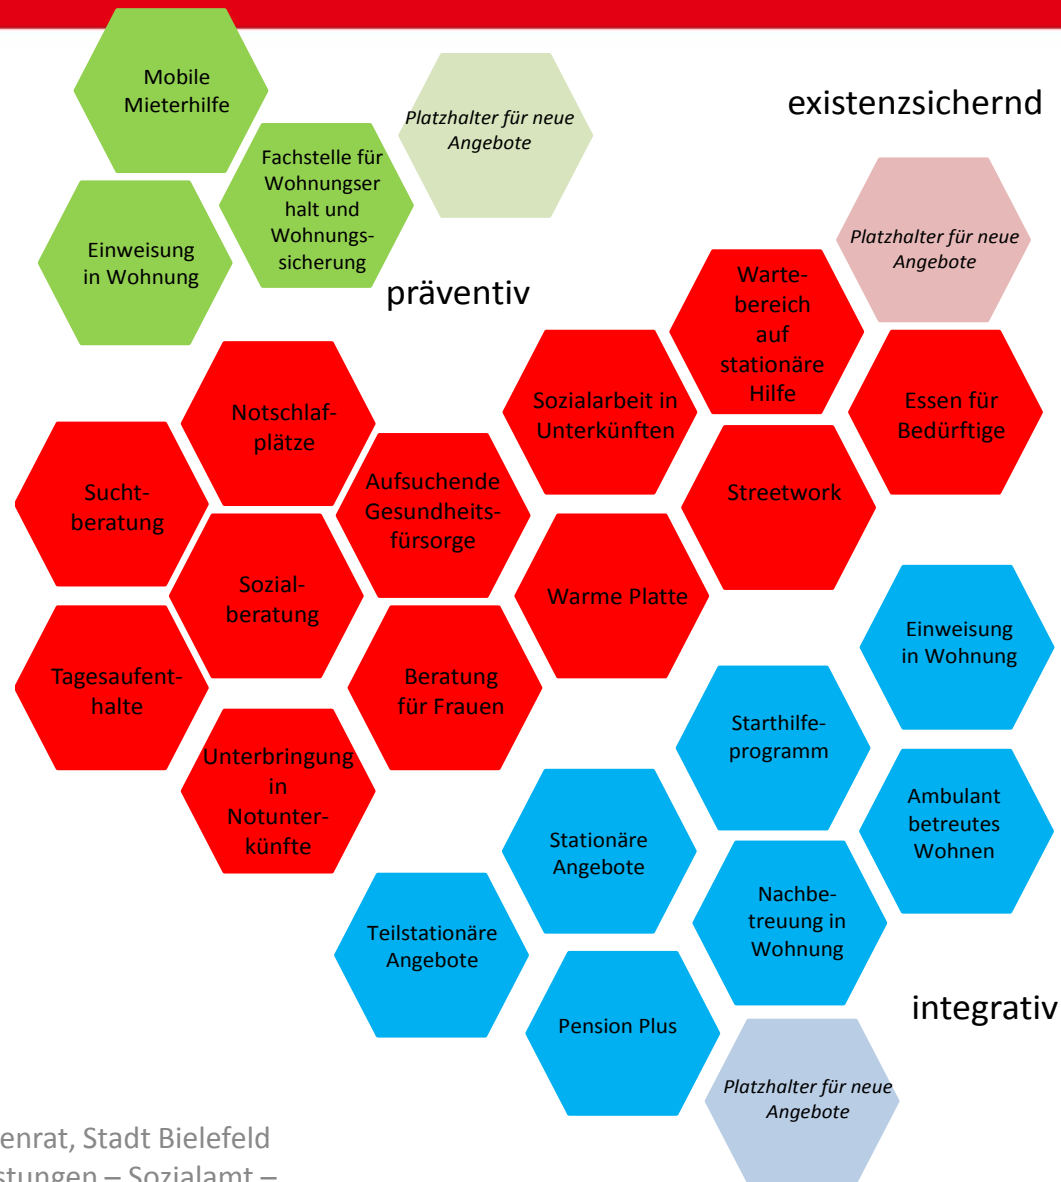 Mobile
Mieterhilfe
Platzhalter für neue
Angebote
existenzsichernd
Fachstelle für
Wohnungser
halt und
Wohnungs-
sicherung
Einweisung
in Wohnung
präventiv
Platzhalter für neue
Angebote
Warte-
bereich
auf
stationäre
Hilfe
Notschlaf-
plätze
Sozialarbeit in
Unterkünften
Essen für
Bedürftige
Sucht-
beratung
Aufsuchende
Gesundheits-
fürsorge
Streetwork
Sozial-
beratung
Warme Platte
Einweisung
in Wohnung
Tagesaufent-
halte
Beratung
für Frauen
Starthilfe-
programm
Unterbringung
in
Notunter-
künfte
Ambulant
betreutes
Wohnen
Stationäre
Angebote
Nachbe-
treuung in
Wohnung
Teilstationäre
Angebote
integrativ
Pension Plus
Platzhalter für neue
Angebote
enrat, Stadt Bielefeld
stungen – Sozialamt –